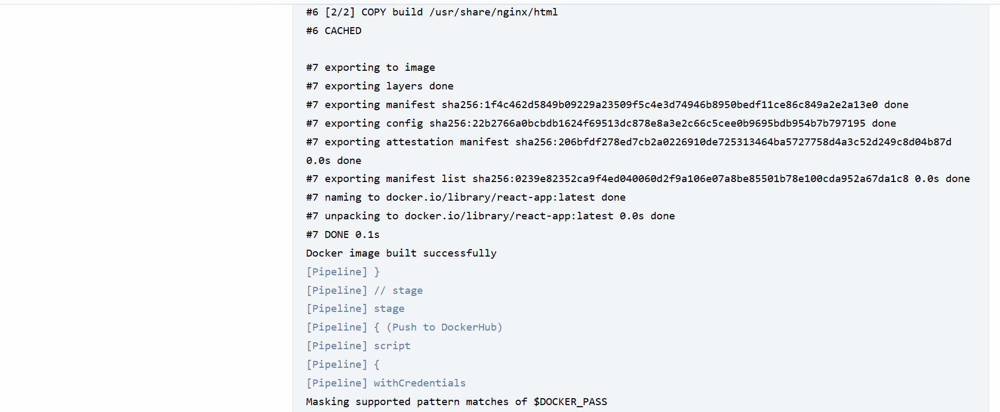 #6 [2/2] COPY build /usr/share/nginx/html
#6 CACHED
#7 exporting to image
#7 exporting layers done
#7 exporting manifest sha256:1f4c462d5849b09229a23509f5c4e3d74946b8950bedf11ce86c849a2e2a13e0 done
#7 exporting config sha256:22b2766a0bcbdb1624f69513dc878e8a3e2c66c5cee0b9695bdb954b7b797195 done
#7 exporting attestation manifest sha256:206bfdf278ed7cb2a0226910de725313464ba5727758d4a3c52d249c8d04b87d
0.0s done
#7 exporting manifest list sha256:0239e82352ca9f4ed040060d2f9a106e07a8be85501b78e100cda952a67da1c8 0.0s done
#7 naming to docker.io/library/react-app:latest done
#7 unpacking to docker.io/library/react-app:latest 0.0s done
#7 DONE 0.1s
Docker image built successfully
[Pipeline] }
[Pipeline] // stage
[Pipeline] stage
[Pipeline] { (Push to DockerHub)
[Pipeline] script
[Pipeline] {
[Pipeline] withCredentials
Masking supported pattern matches of $DOCKER_PASS